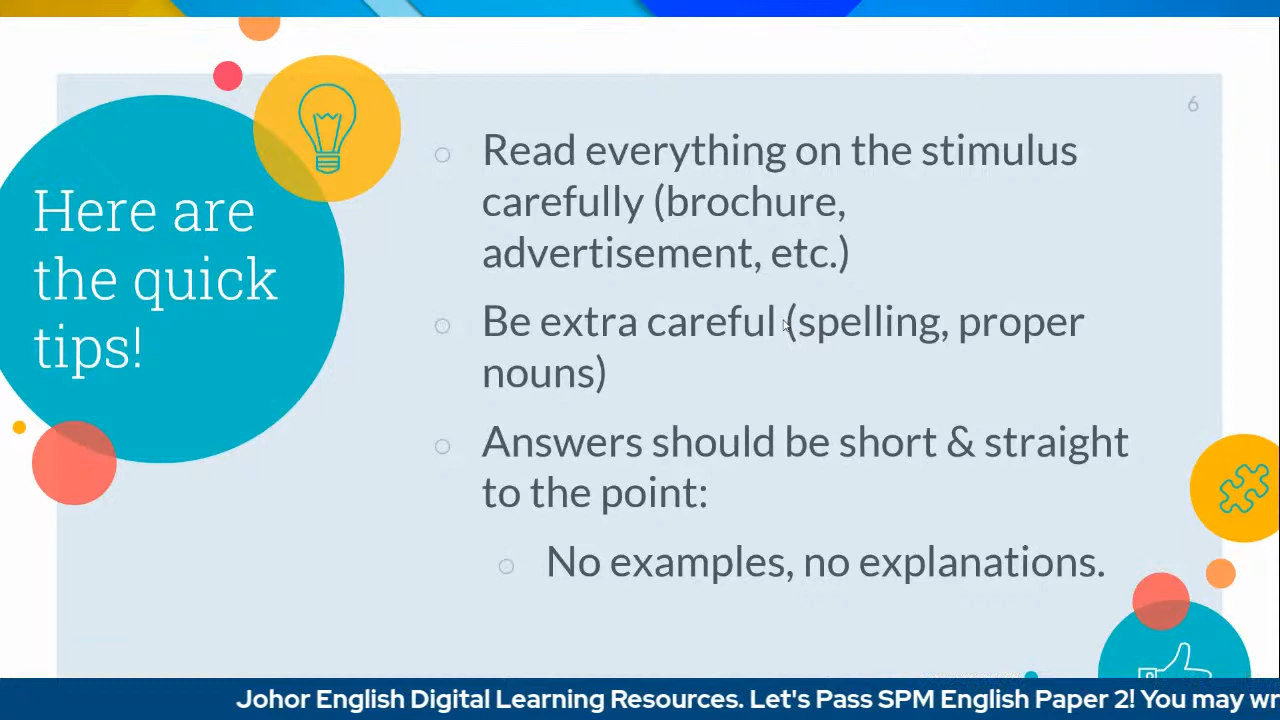 6
Here are
the quick
tips!
Read everything on the stimulus
carefully (brochure,
advertisement, etc.)
Be extra careful (spelling, proper
nouns)
Answers should be short & straight
to the point:
No examples, no explanations.
Johor English Digital Learning Resources. Let's Pass SPM English Paper 2! You may